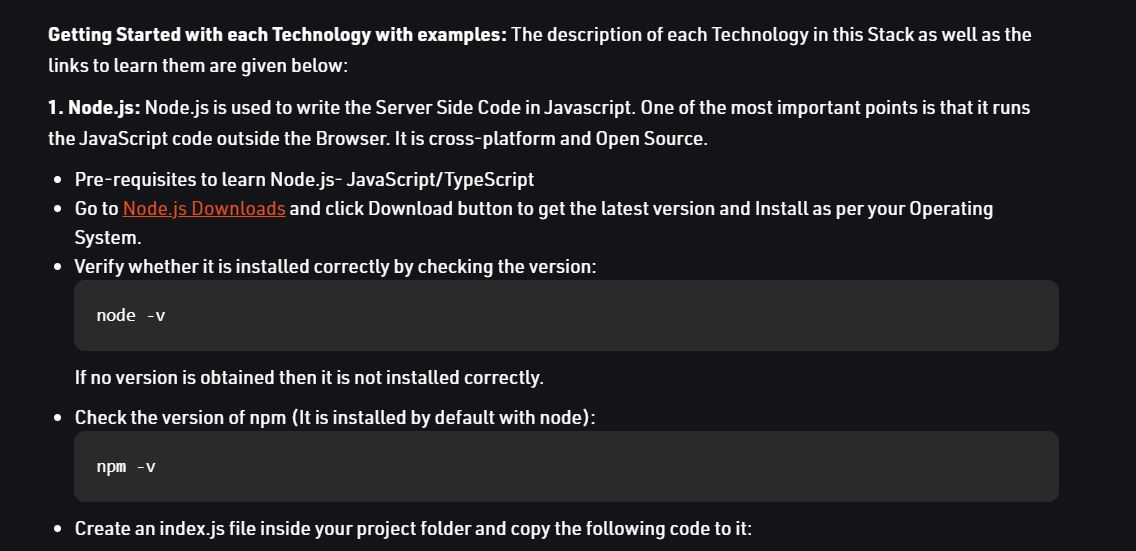 Getting Started with each Technology with examples: The description of each Technology in this Stack as well as the
links to learn them are given below:
1. Node.js: Node.js is used to write the Server Side Code in Javascript. One of the most important points is that it runs
the JavaScript code outside the Browser. It is cross-platform and Open Source.
• Pre-requisites to learn Node.js- JavaScript/TypeScript
• Go to Node.js Downloads and click Download button to get the latest version and Install as per your Operating
System.
• Verify whether it is installed correctly by checking the version:
node -v
If no version is obtained then it is not installed correctly.
• Check the version of npm (It is installed by default with node):
npm -v
• Create an index.js file inside your project folder and copy the following code to it: